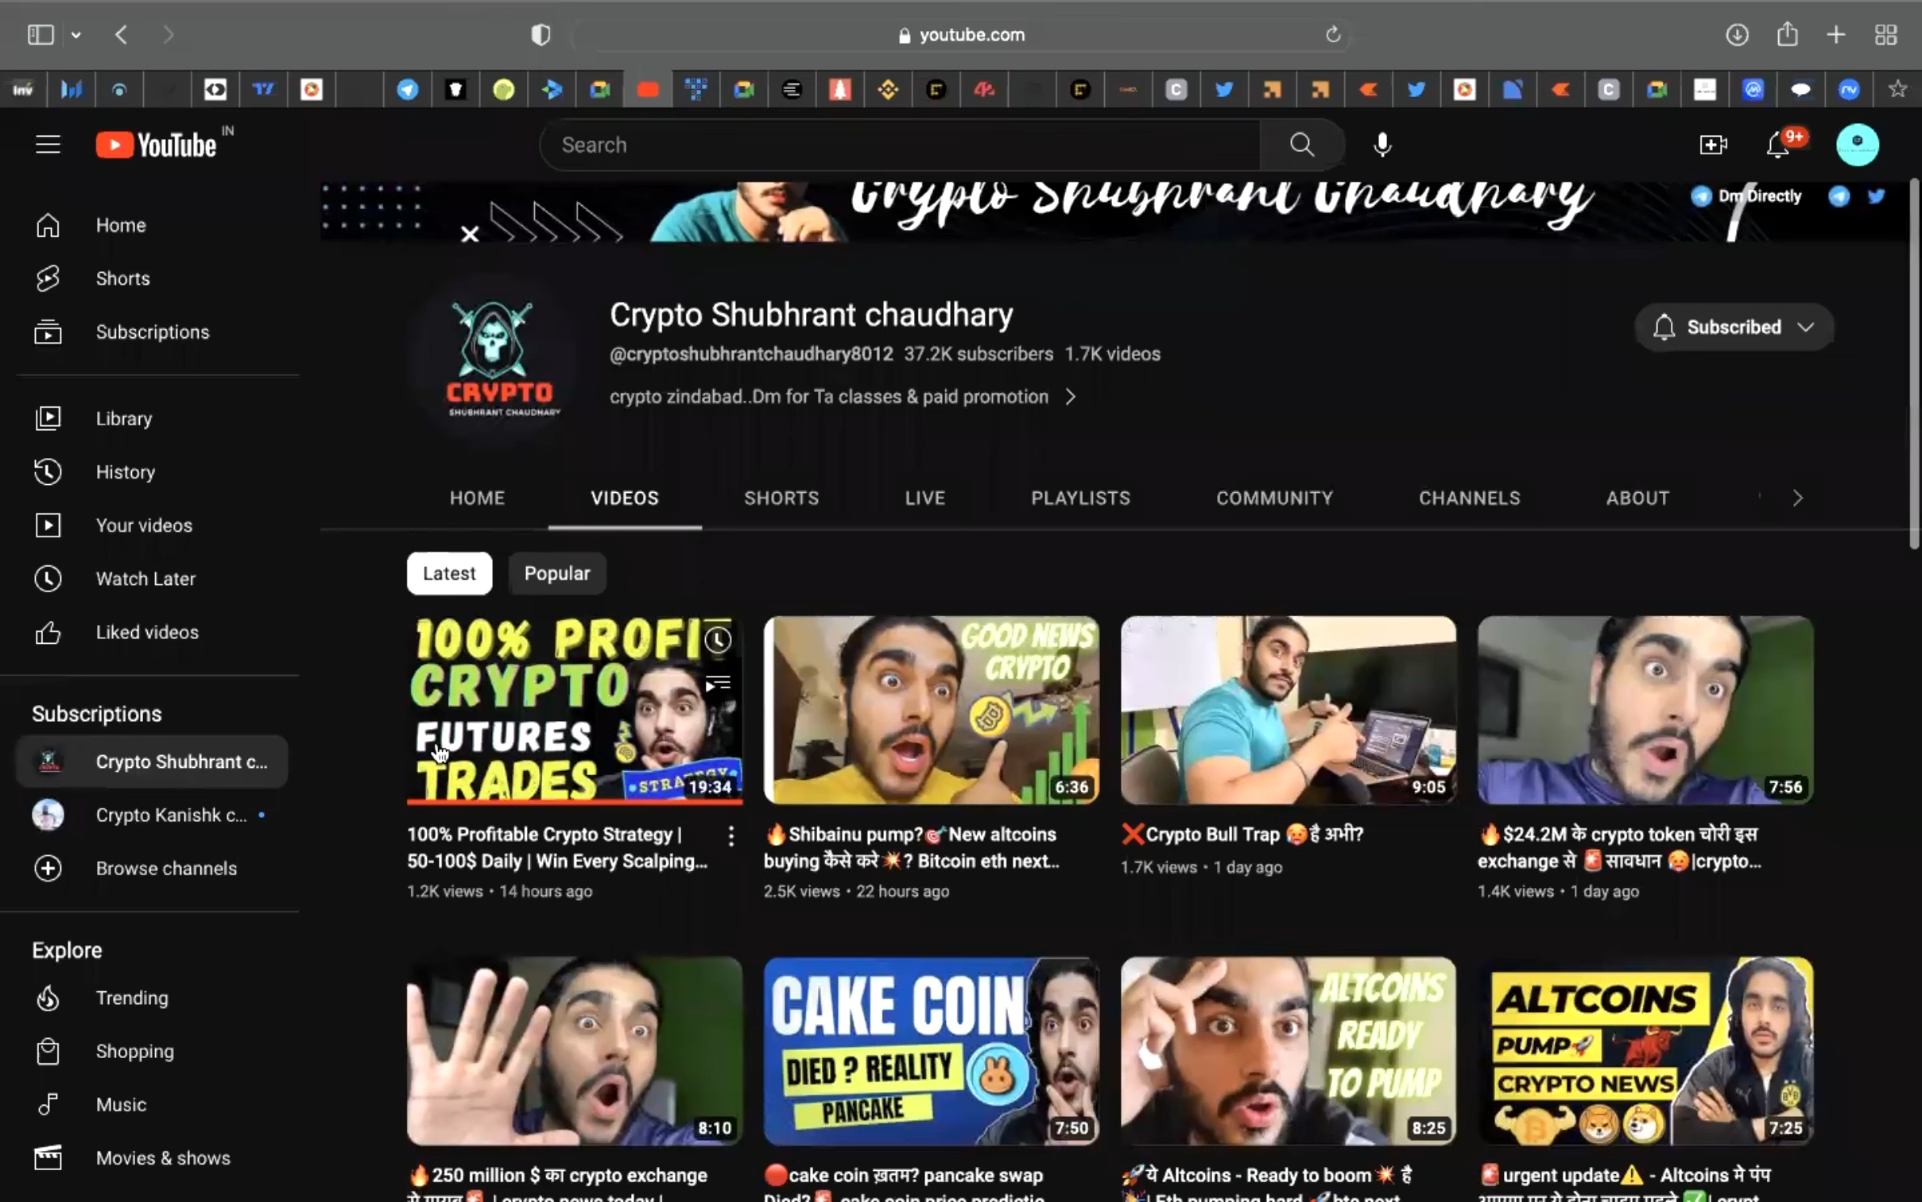 youtube.com
Inv
YouTube IN
Search
9+
Home
Shorts
Subscriptions
Library
History
Your videos
Watch Later
Liked videos
Subscriptions
Crypto Shubhrant c...
Crypto Kanishk c...
Browse channels
Explore
Trending
Shopping
Music
Movies & shows
Crypto Shubhrant Chaudhary
Dm Directly
CRYPTO
SHUBHRANT CHAUDHARY
Crypto Shubhrant chaudhary
@cryptoshubhrantchaudhary8012 37.2K subscribers 1.7K videos
crypto zindabad..Dm for Ta classes & paid promotion
Subscribed
HOME VIDEOS SHORTS LIVE PLAYLISTS COMMUNITY CHANNELS ABOUT
Latest Popular
100% PROFI
CRYPTO
FUTURES
TRADES
19:34
100% Profitable Crypto Strategy |
50-100$ Daily | Win Every Scalping...
1.2K views • 14 hours ago
GOOD NEWS
CRYPTO
6:36
🔥Shibainu pump?🎯New altcoins
buying कैसे करे💥? Bitcoin eth next...
2.5K views • 22 hours ago
9:05
❌Crypto Bull Trap 🥵है अभी?
1.7K views • 1 day ago
7:56
🔥$24.2M के crypto token चोरी इस
exchange से 🚨सावधान 🥵|crypto...
1.4K views • 1 day ago
8:10
🔥250 million $ का crypto exchange
CAKE COIN
DIED ? REALITY
PANCAKE
7:50
🔴cake coin ख़तम? pancake swap
ALTCOINS
READY
TO PUMP
8:25
🚀ये Altcoins - Ready to boom💥 है
ALTCOINS
PUMP🚀
CRYPTO NEWS
7:25
🚨urgent update⚠️ - Altcoins मे पंप